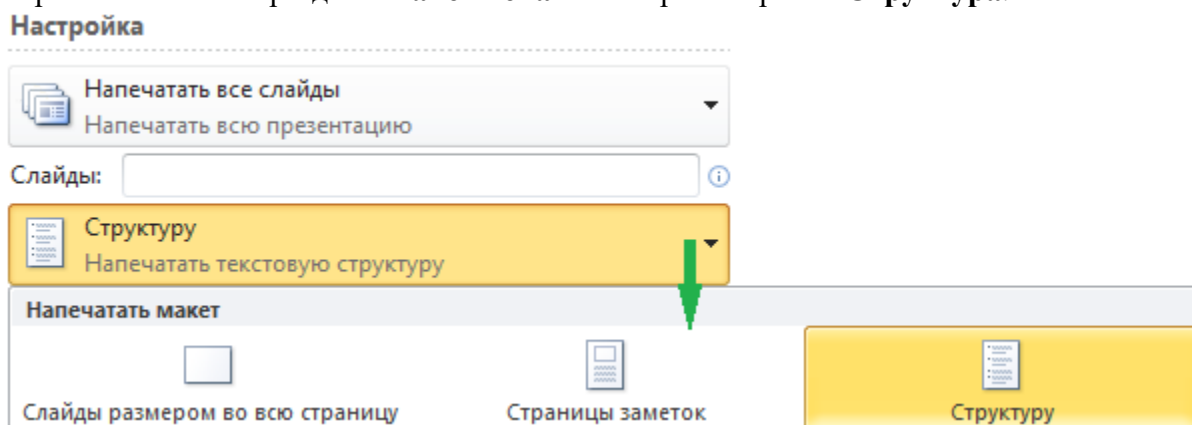 Настройка
Напечатать все слайды
Напечатать всю презентацию
Слайды:
Структуру
Напечатать текстовую структуру
Напечатать макет
Слайды размером во всю страницу Страницы заметок Структуру